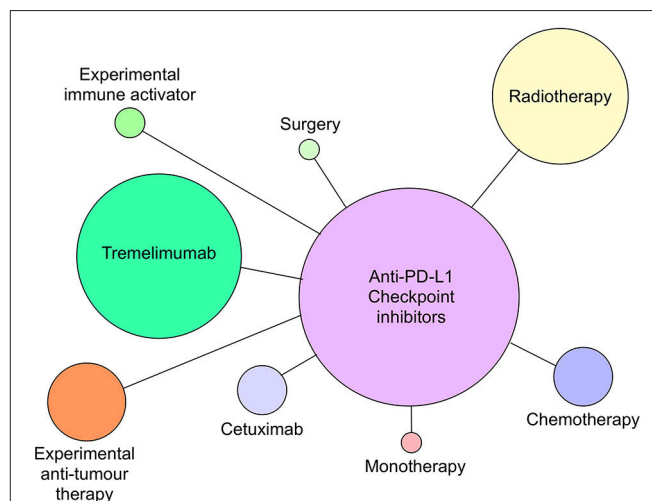 Experimental
immune activator
Surgery
Radiotherapy
Tremelimumab
Anti-PD-L1
Checkpoint
inhibitors
Experimental
anti-tumour
therapy
Cetuximab
Monotherapy
Chemotherapy